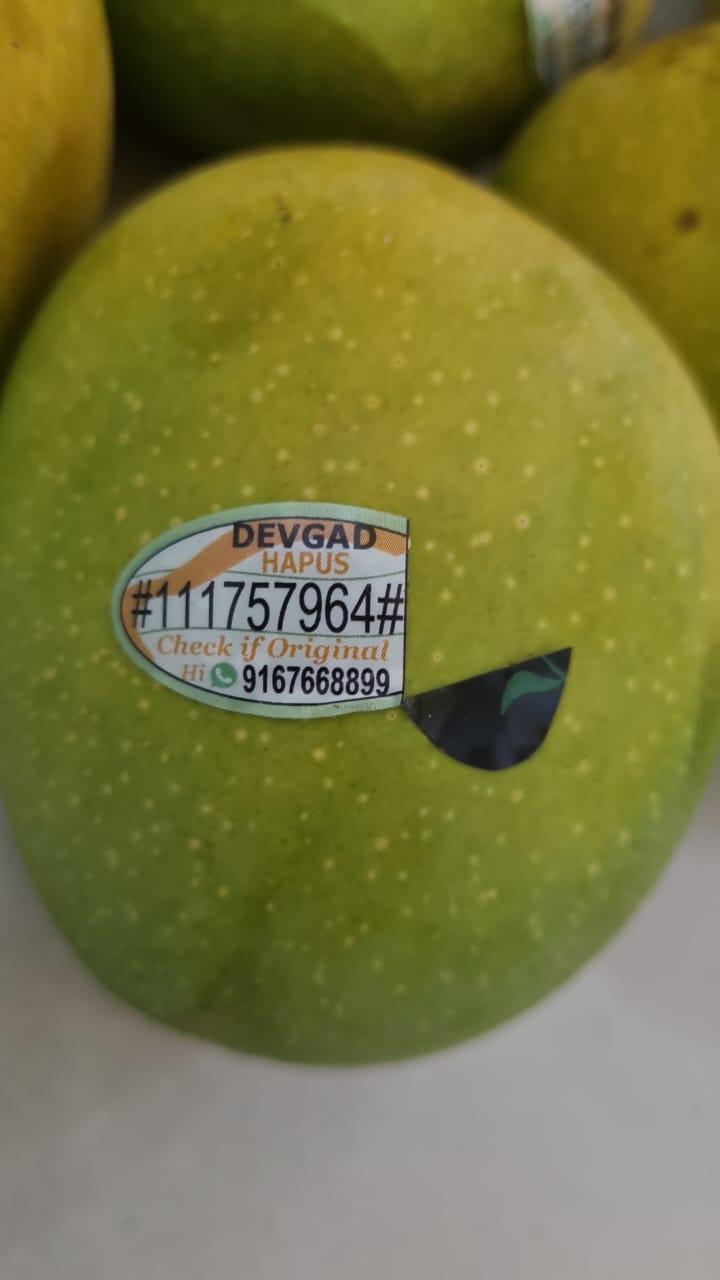 DEVGAD
HAPUS
#111757964#
Check if Original
Hi 9167668899